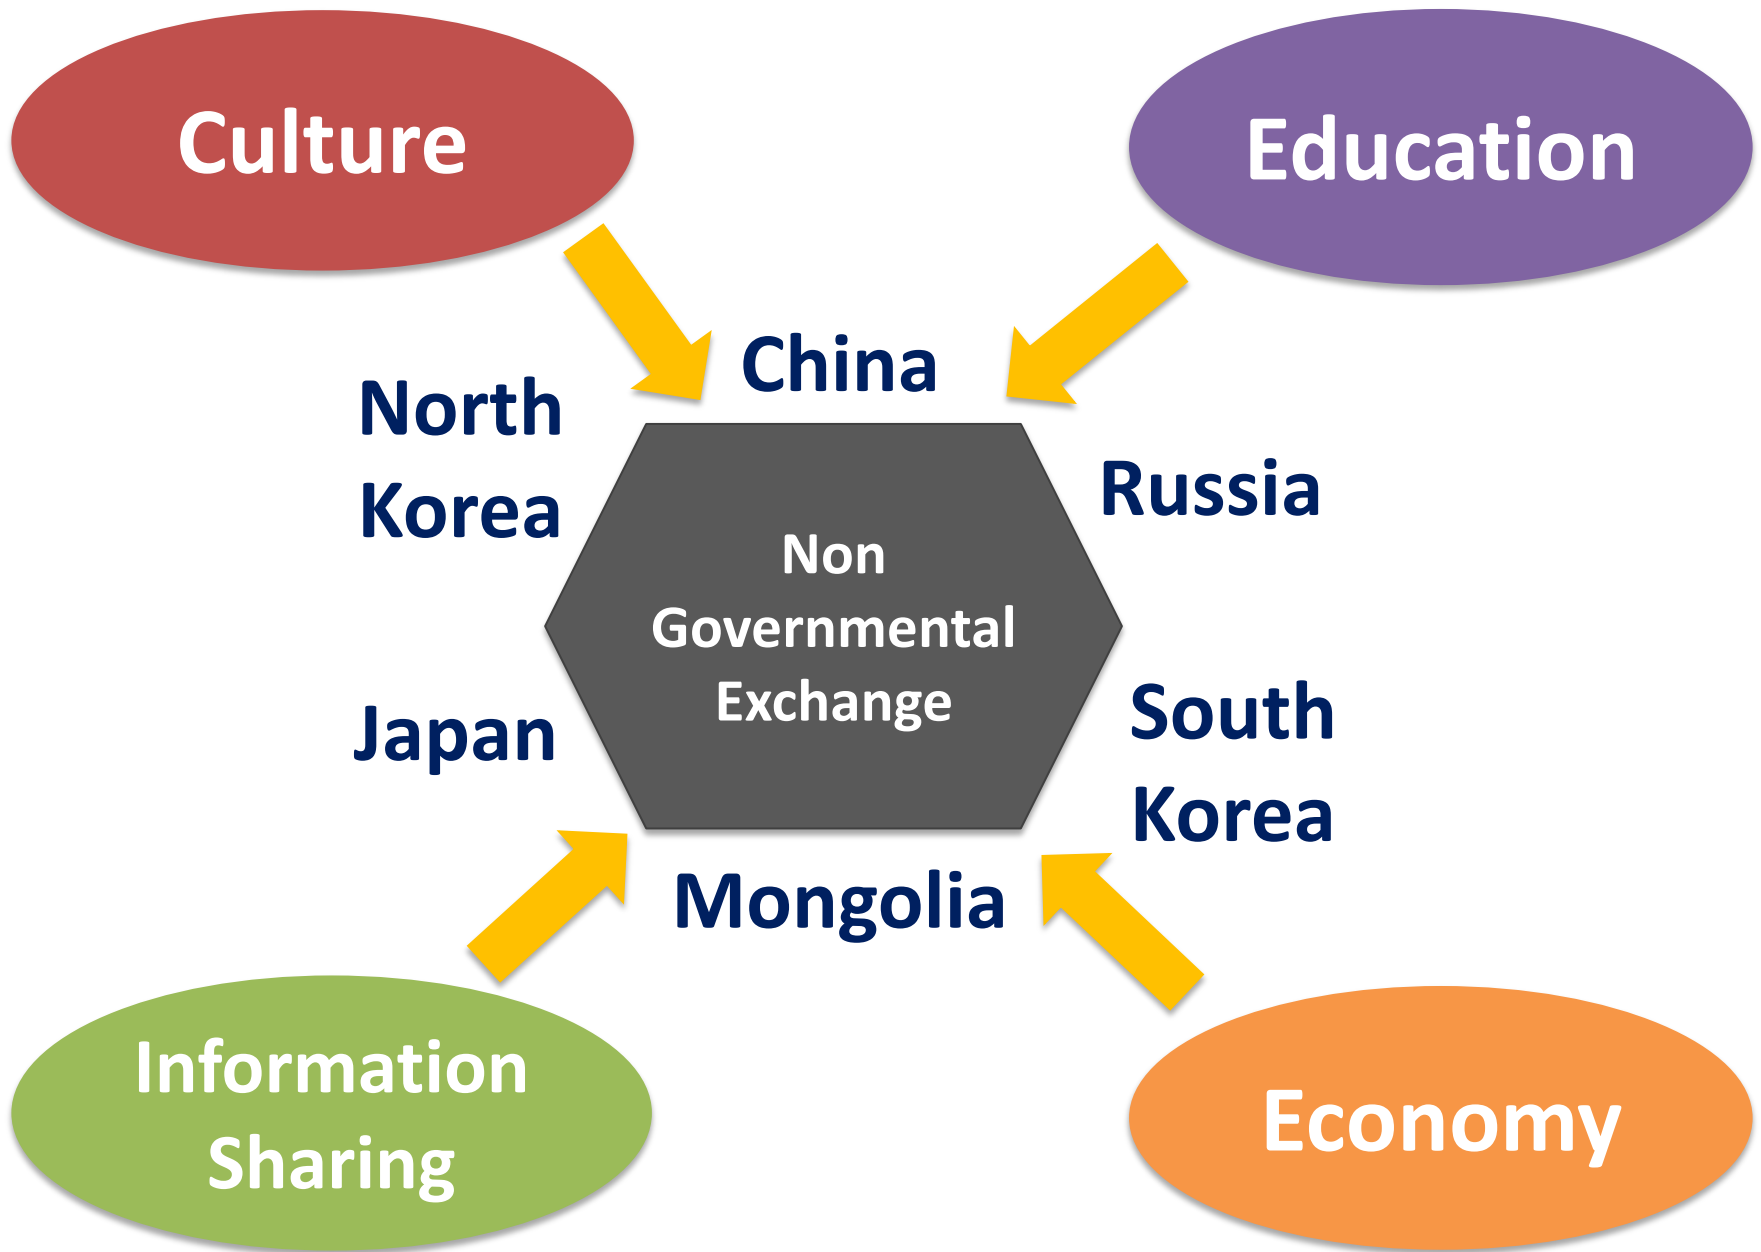 Culture
Education
China
North
Korea
Russia
Non
Governmental
Exchange
Japan
South
Korea
Mongolia
Information
Sharing
Economy